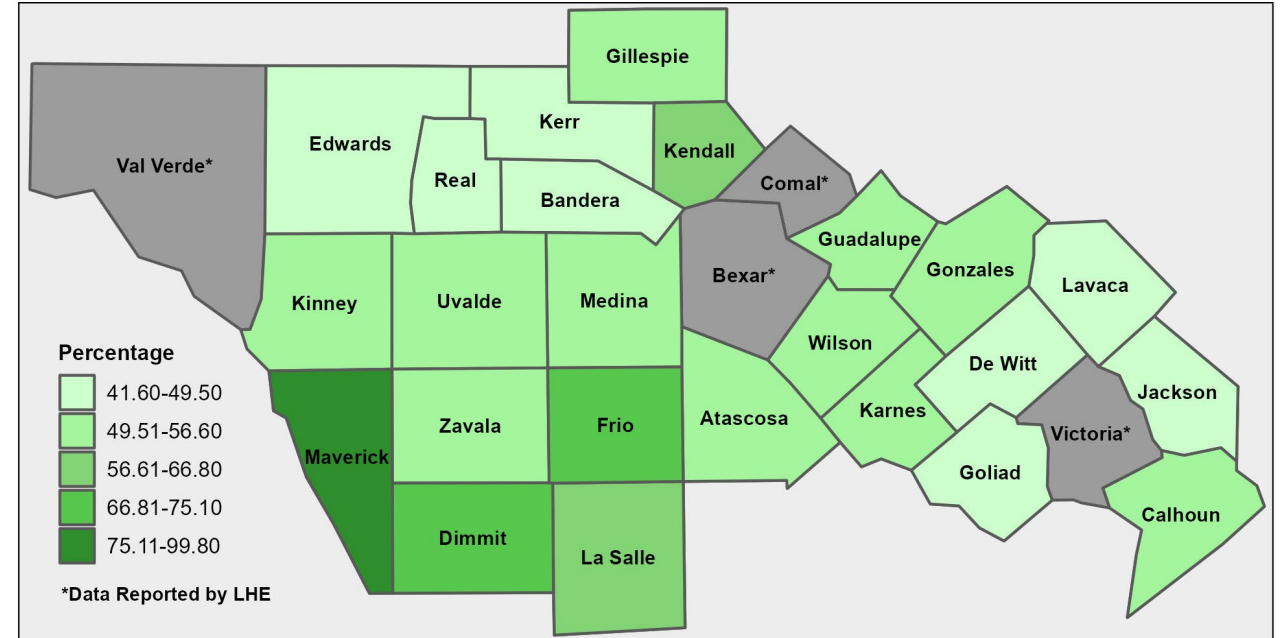 Gillespie
Kerr
Edwards
Kendall
Val Verde*
Real
Comal*
Bandera
Guadalupe
Gonzales
Bexar*
Lavaca
Kinney
Uvalde
Medina
Wilson
De Witt
Jackson
Karnes
Atascosa
Zavala
Frio
Victoria*
Maverick
Goliad
Calhoun
Dimmit
La Salle
Percentage
41.60-49.50
49.51-56.60
56.61-66.80
66.81-75.10
75.11-99.80
*Data Reported by LHE